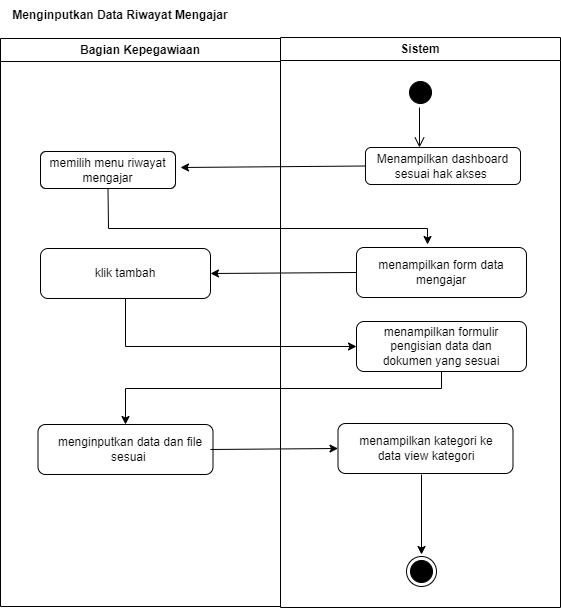 Menginputkan Data Riwayat Mengajar
Bagian Kepegawiaan
Sistem
Menampilkan dashboard
sesuai hak akses
memilih menu riwayat
mengajar
menampilkan form data
mengajar
klik tambah
menampilkan formulir
pengisian data dan
dokumen yang sesuai
menginputkan data dan file
sesuai
menampilkan kategori ke
data view kategori